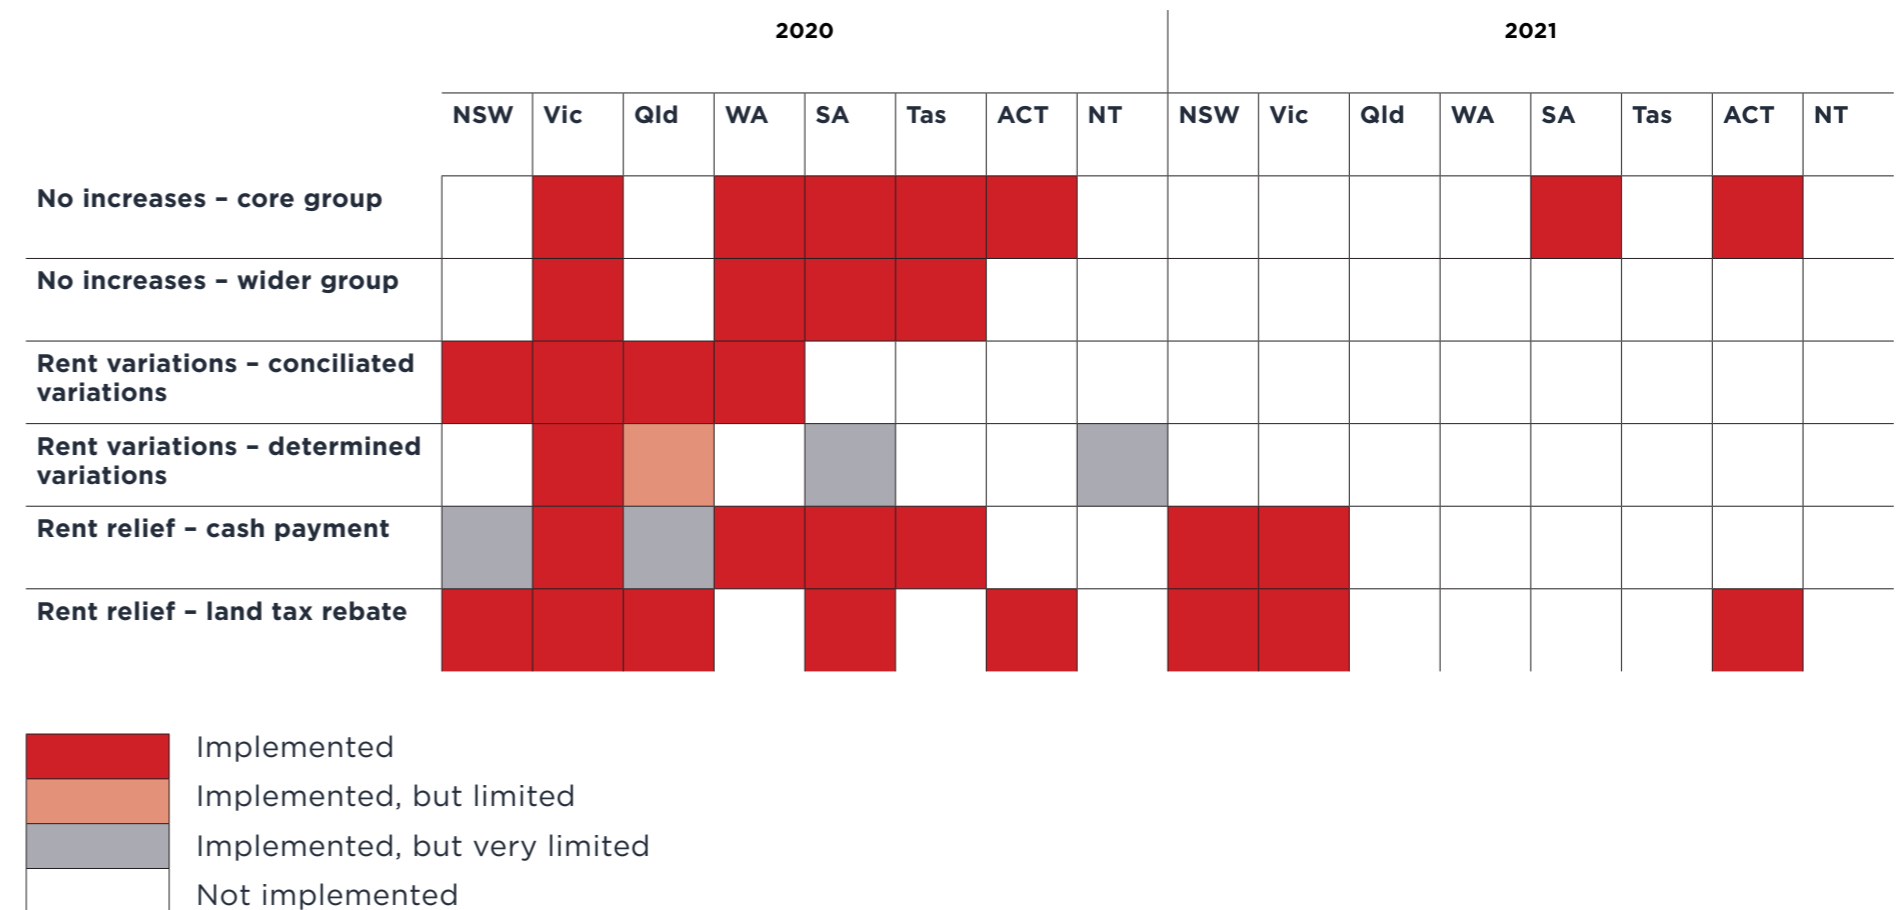 2020 2021
NSW Vic Qld WA SA Tas ACT NT NSW Vic Qld WA SA Tas ACT NT
No increases – core group
No increases – wider group
Rent variations – conciliated
variations
Rent variations – determined
variations
Rent relief – cash payment
Rent relief – land tax rebate
Implemented
Implemented, but limited
Implemented, but very limited
Not implemented